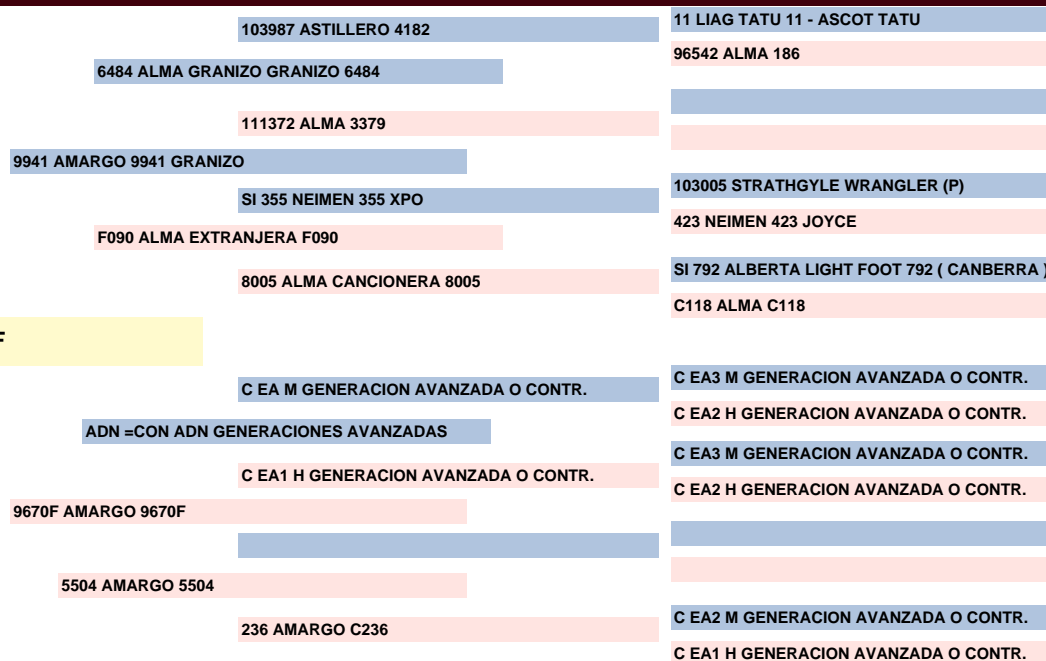 103987 ASTILLERO 4182
11 LIAG TATU 11 - ASCOT TATU
96542 ALMA 186
6484 ALMA GRANIZO GRANIZO 6484
111372 ALMA 3379
9941 AMARGO 9941 GRANIZO
SI 355 NEIMEN 355 XPO
103005 STRATHGYLE WRANGLER (P)
423 NEIMEN 423 JOYCE
F090 ALMA EXTRANJERA F090
8005 ALMA CANCIONERA 8005
SI 792 ALBERTA LIGHT FOOT 792 ( CANBERRA )
C118 ALMA C118
F
C EA M GENERACION AVANZADA O CONTR.
C EA3 M GENERACION AVANZADA O CONTR.
C EA2 H GENERACION AVANZADA O CONTR.
ADN =CON ADN GENERACIONES AVANZADAS
C EA1 H GENERACION AVANZADA O CONTR.
C EA3 M GENERACION AVANZADA O CONTR.
C EA2 H GENERACION AVANZADA O CONTR.
9670F AMARGO 9670F
5504 AMARGO 5504
236 AMARGO C236
C EA2 M GENERACION AVANZADA O CONTR.
C EA1 H GENERACION AVANZADA O CONTR.